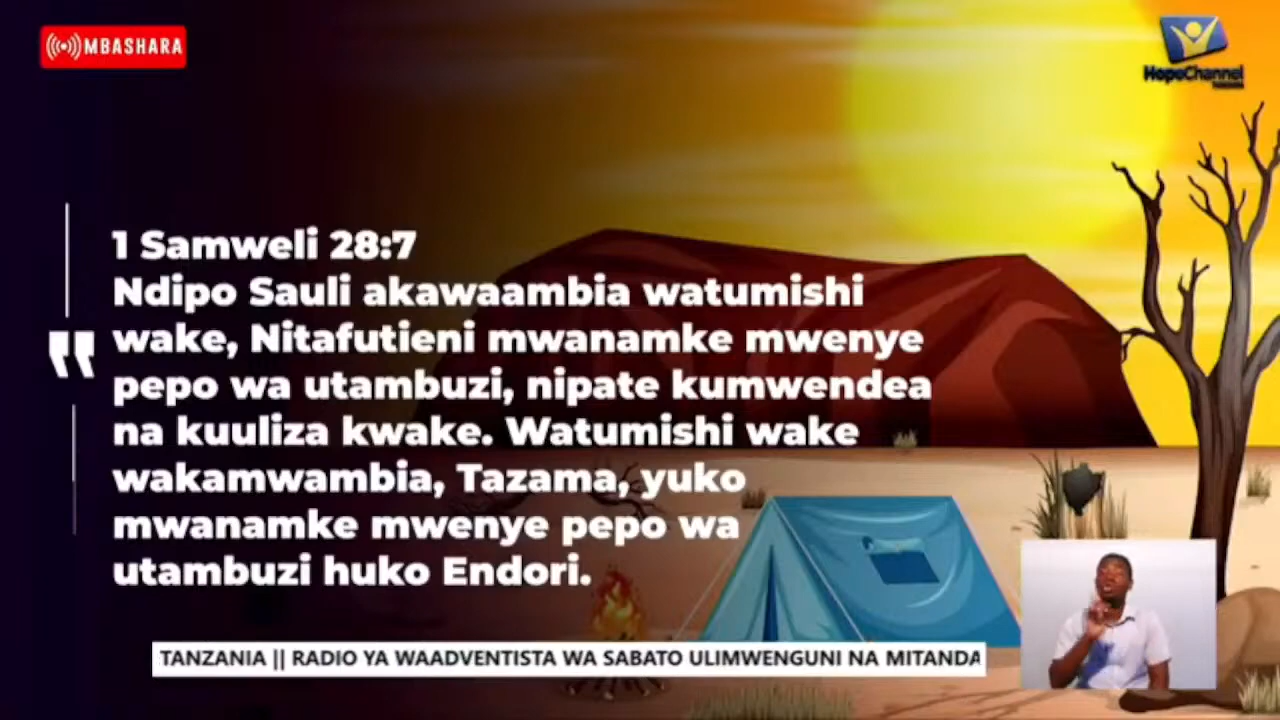 MBASHARA
HopeChannel
1 Samweli 28:7
Ndipo Sauli akawaambia watumishi
wake, Nitafutieni mwanamke mwenye
pepo wa utambuzi, nipate kumwendea
na kuuliza kwake. Watumishi wake
wakamwambia, Tazama, yuko
mwanamke mwenye pepo wa
utambuzi huko Endori.
TANZANIA || RADIO YA WAADVENTISTA WA SABATO ULIMWENGUNI NA MITANDA